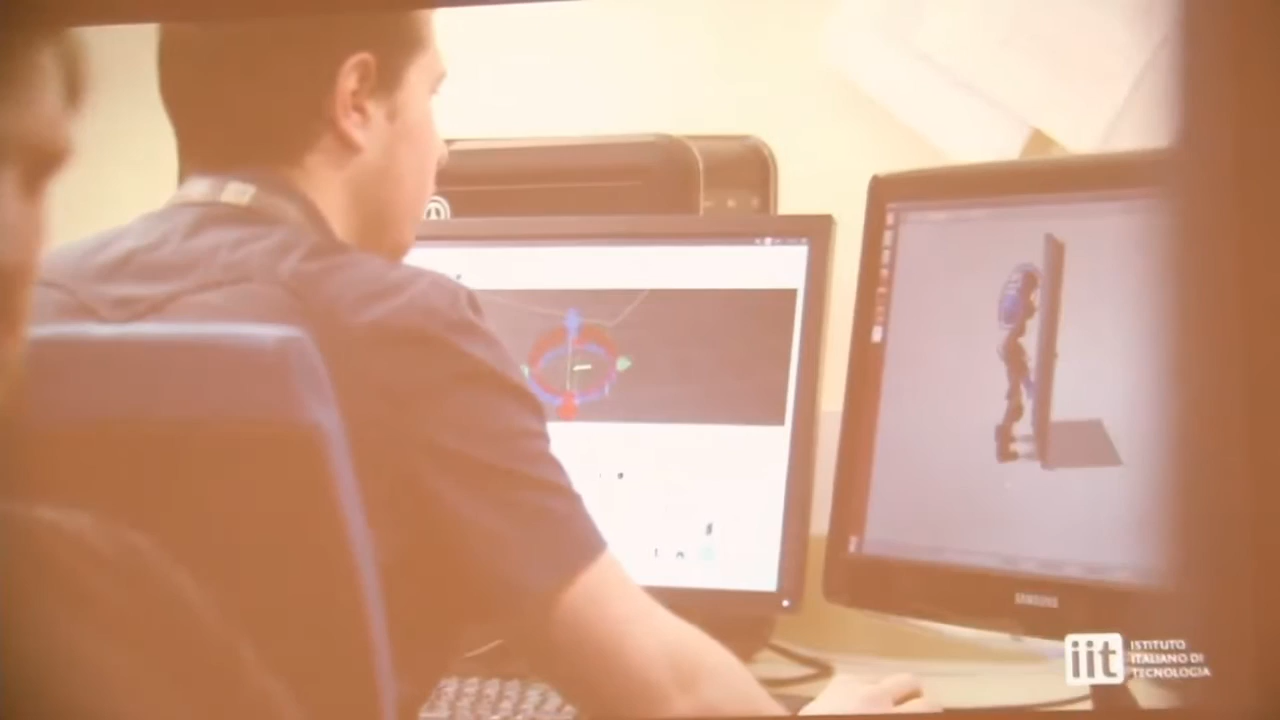 SAMSUNG
iit
ISTITUTO
ITALIANO DI
TECNOLOGIA